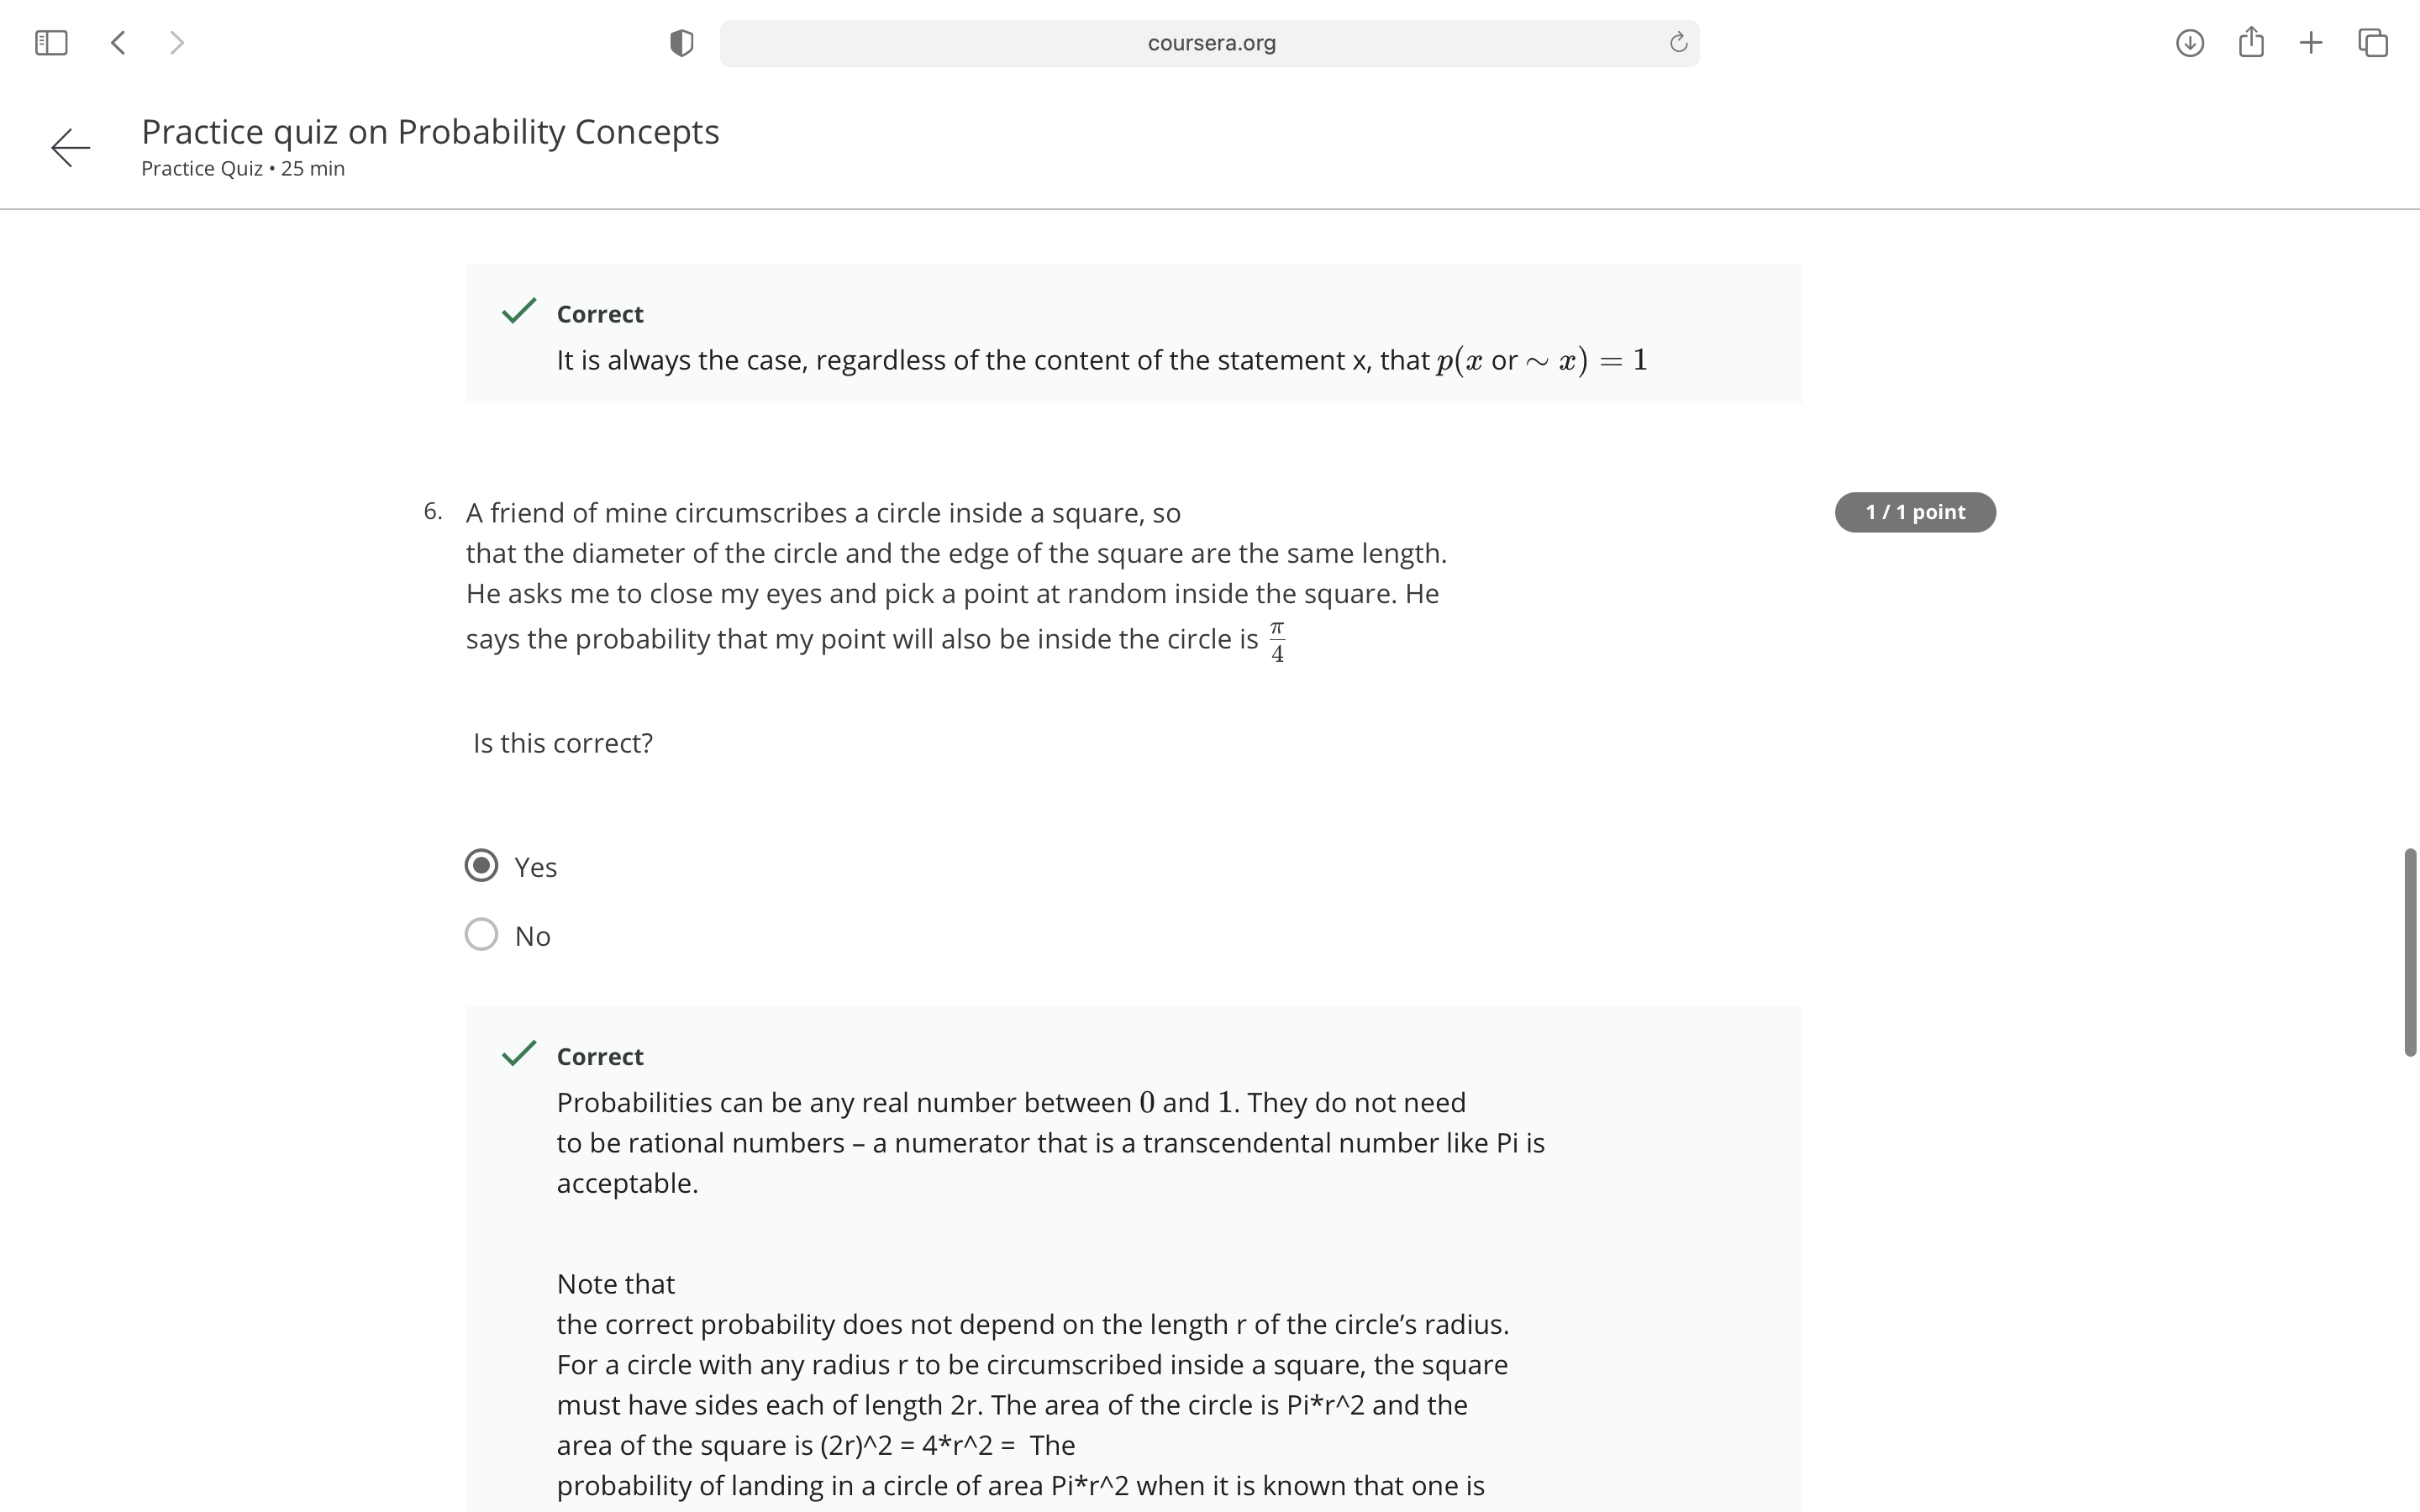 coursera.org
Practice quiz on Probability Concepts
Practice Quiz • 25 min
Correct
It is always the case, regardless of the content of the statement x, that p(x or ∼ x) = 1
6. A friend of mine circumscribes a circle inside a square, so
1 / 1 point
that the diameter of the circle and the edge of the square are the same length.
He asks me to close my eyes and pick a point at random inside the square. He
says the probability that my point will also be inside the circle is π/4
Is this correct?
Yes
No
Correct
Probabilities can be any real number between 0 and 1. They do not need
to be rational numbers – a numerator that is a transcendental number like Pi is
acceptable.
Note that
the correct probability does not depend on the length r of the circle’s radius.
For a circle with any radius r to be circumscribed inside a square, the square
must have sides each of length 2r. The area of the circle is Pi*r^2 and the
area of the square is (2r)^2 = 4*r^2 =  The
probability of landing in a circle of area Pi*r^2 when it is known that one is